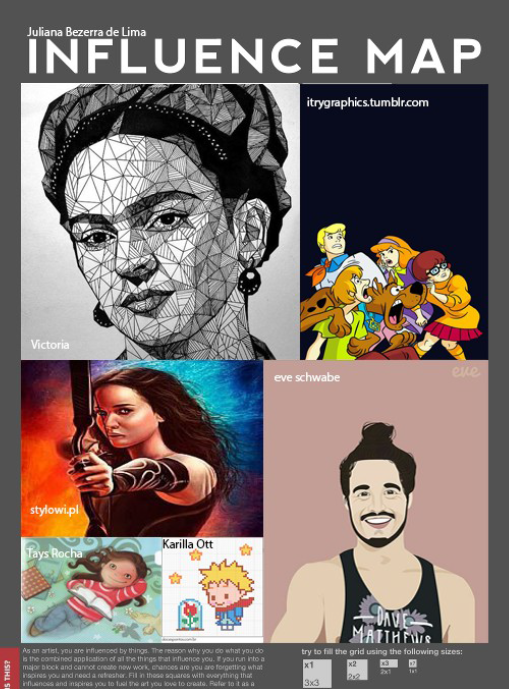 Juliana Bezerra de Lima
INFLUENCE MAP
itrygraphics.tumblr.com
Victoria
eve schwabe
eve
stylowi.pl
DAVE
MATTHEWS
Tays Rocha
Karilla Ott
IS THIS?
As an artist, you are influenced by things. The reason why you do what you do
is the combined application of all the things that influence you. If you run into a
major block and cannot create new work, chances are you are forgetting what
inspires you and need a refresher. Fill in these squares with everything that
influences and inspires you to fuel the art you love to create. Refer to it as a
try to fill the grid using the following sizes:
x1 x2 x3
3x3 2x2 2x1 1x1